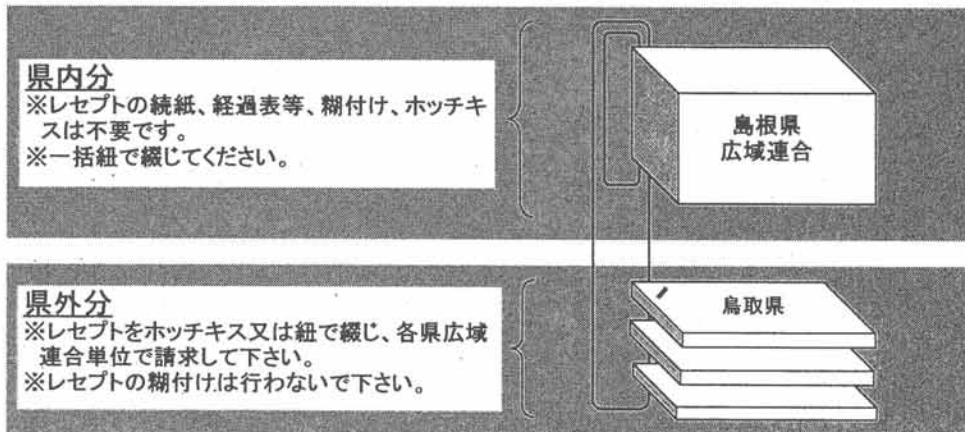 県内分
※レセプトの続紙、経過表等、糊付け、ホッチキ
スは不要です。
※一括紐で綴じてください。
島根県
広域連合
県外分
※レセプトをホッチキス又は紐で綴じ、各県広域
連合単位で請求して下さい。
※レセプトの糊付けは行わないで下さい。
鳥取県